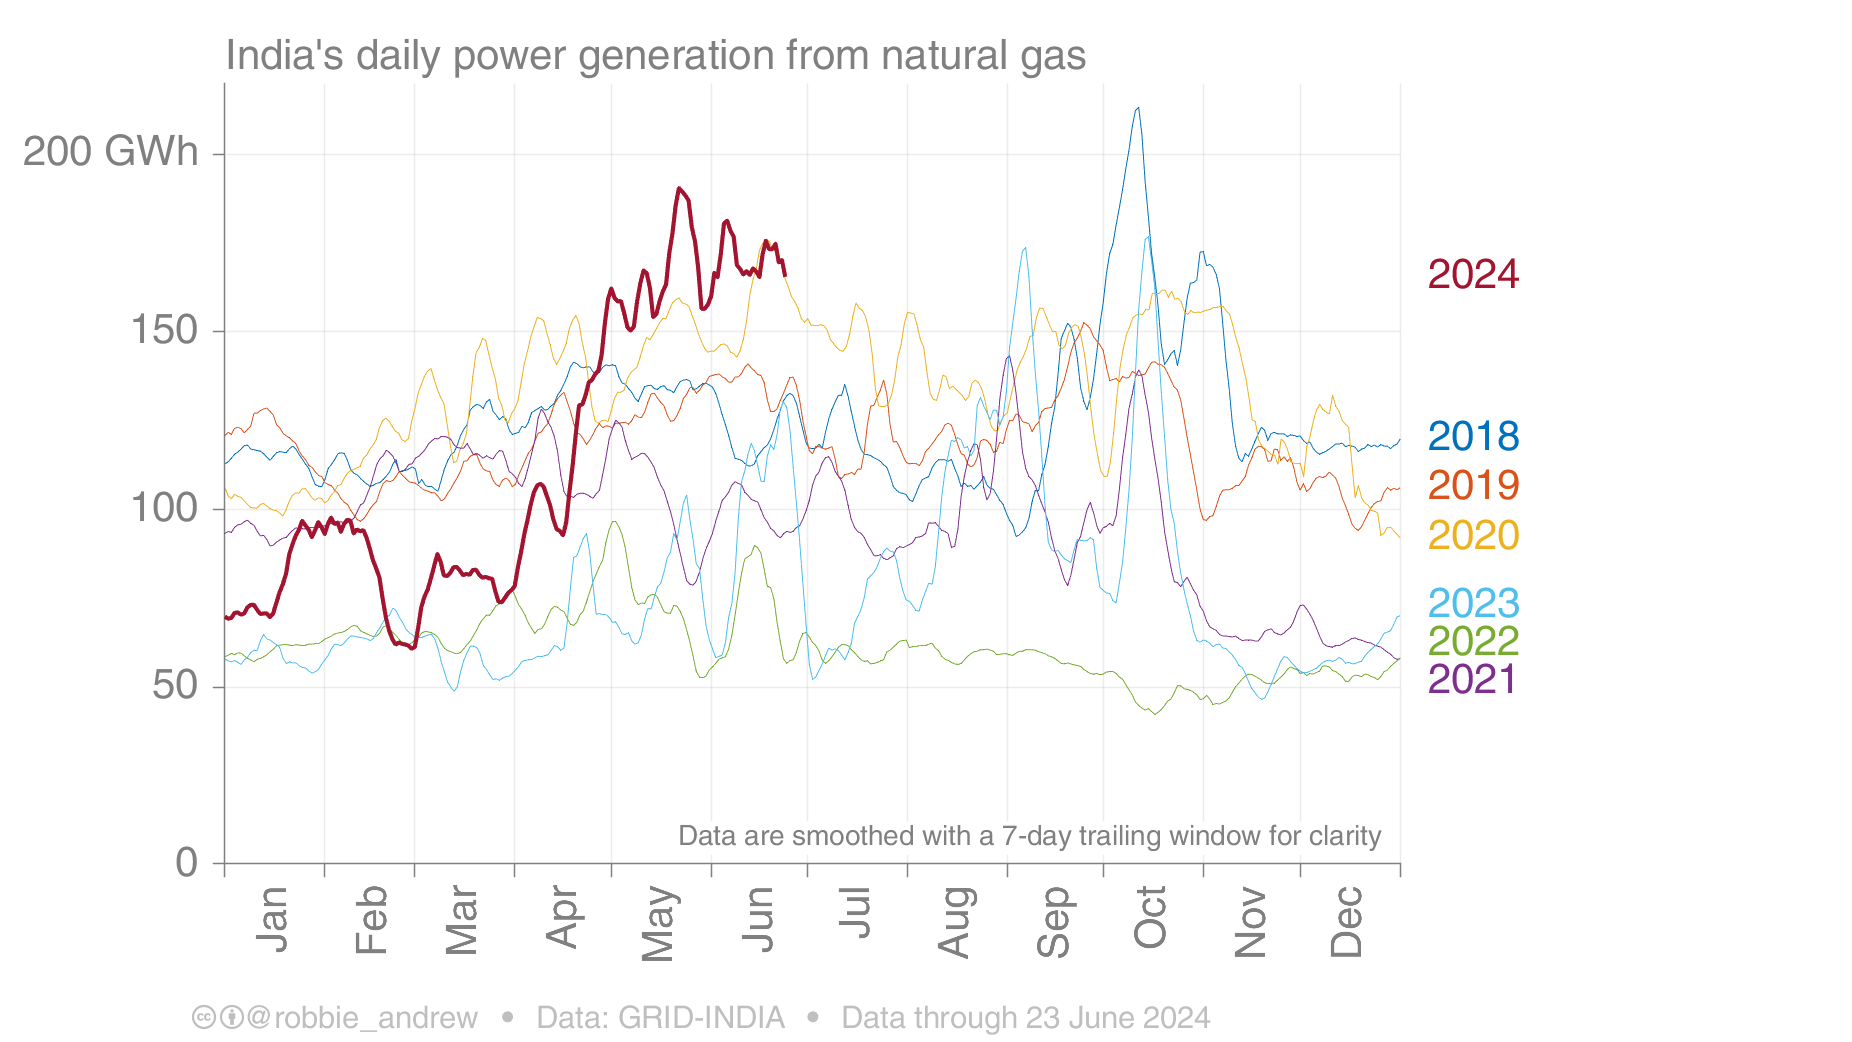 India's daily power generation from natural gas
200 GWh
150
100
50
0
2024
2018
2019
2020
2023
2022
2021
Data are smoothed with a 7-day trailing window for clarity
Jan Feb Mar Apr May Jun Jul Aug Sep Oct Nov Dec
@robbie_andrew • Data: GRID-INDIA • Data through 23 June 2024